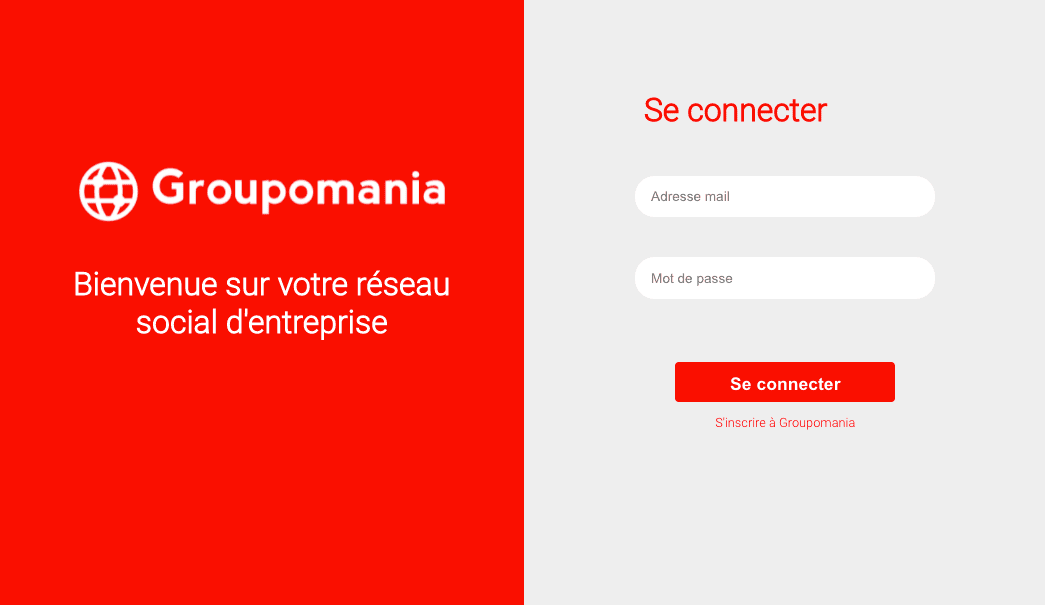 Groupomania
Bienvenue sur votre réseau
social d'entreprise
Se connecter
Adresse mail
Mot de passe
Se connecter
S'inscrire à Groupomania